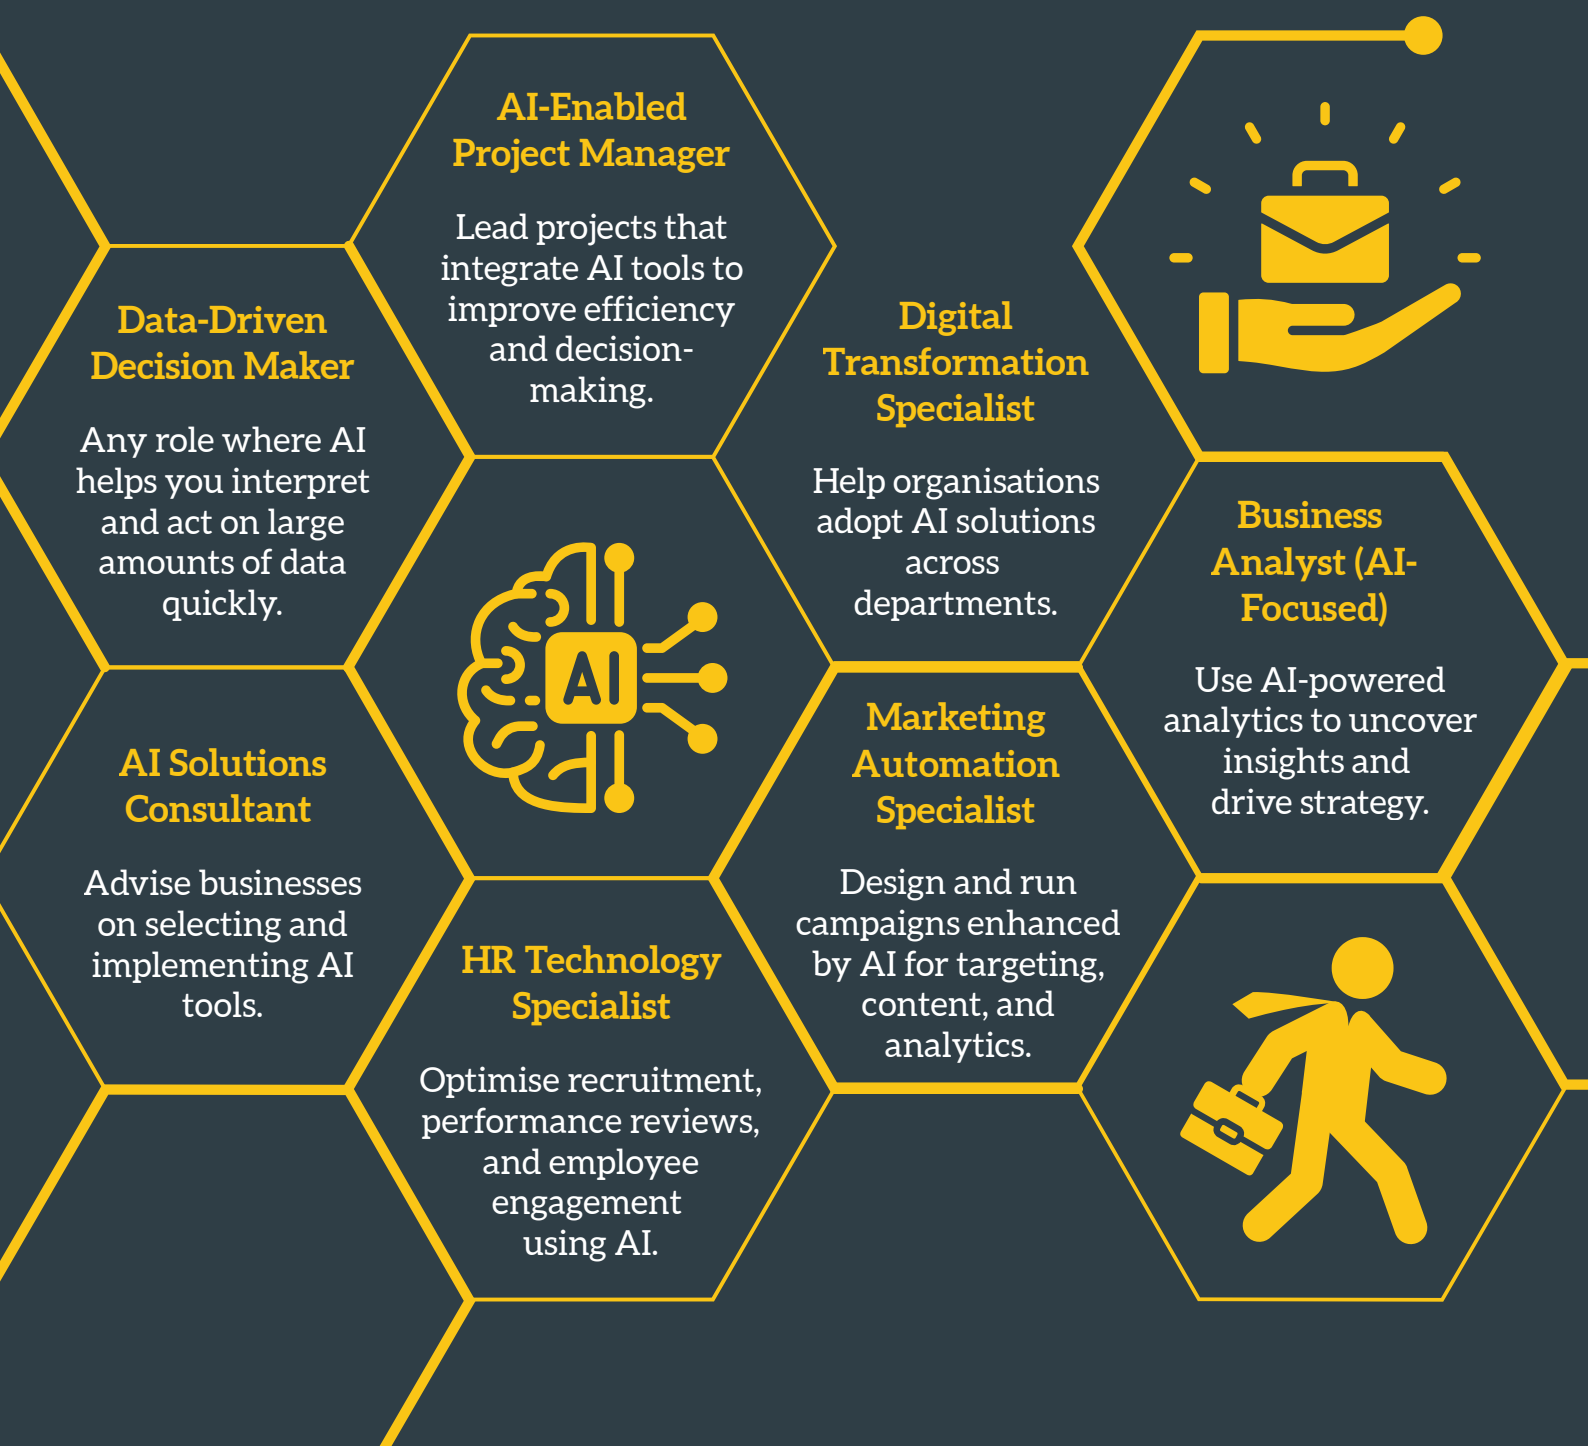 AI-Enabled
Project Manager
Lead projects that
integrate AI tools to
improve efficiency
and decision-
making.
Data-Driven
Decision Maker
Any role where AI
helps you interpret
and act on large
amounts of data
quickly.
Digital
Transformation
Specialist
Help organisations
adopt AI solutions
across
departments.
Business
Analyst (AI-
Focused)
Use AI-powered
analytics to uncover
insights and
drive strategy.
AI
AI Solutions
Consultant
Advise businesses
on selecting and
implementing AI
tools.
Marketing
Automation
Specialist
Design and run
campaigns enhanced
by AI for targeting,
content, and
analytics.
HR Technology
Specialist
Optimise recruitment,
performance reviews,
and employee
engagement
using AI.